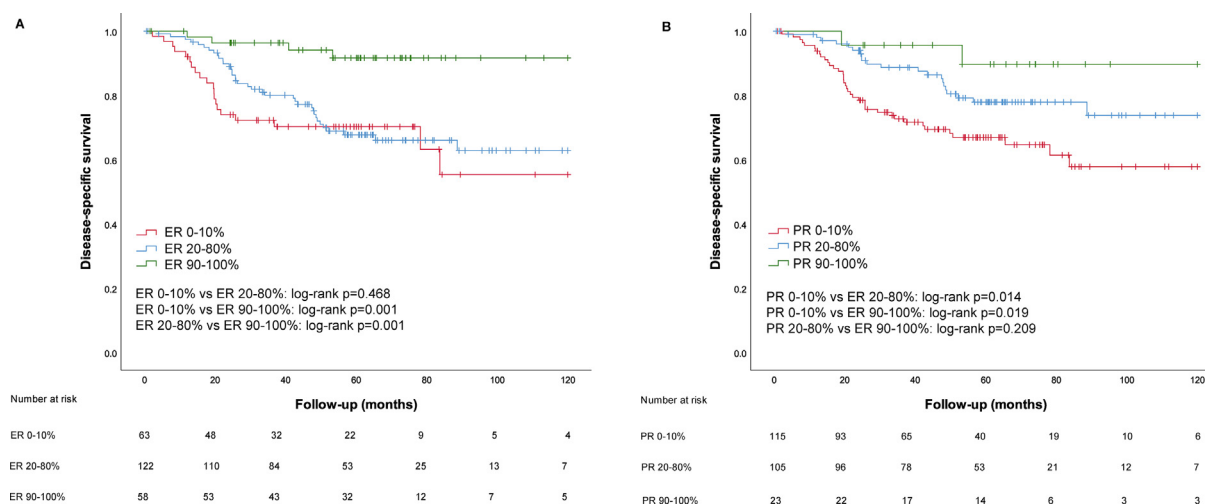 A
Disease-specific survival
1.0
0.8
0.6
0.4
0.2
0.0
ER 0-10%
ER 20-80%
ER 90-100%
ER 0-10% vs ER 20-80%: log-rank p=0.468
ER 0-10% vs ER 90-100%: log-rank p=0.001
ER 20-80% vs ER 90-100%: log-rank p=0.001
0 20 40 60 80 100 120
Number at risk
Follow-up (months)
ER 0-10% 63 48 32 22 9 5 4
ER 20-80% 122 110 84 53 25 13 7
ER 90-100% 58 53 43 32 12 7 5
B
Disease-specific survival
1.0
0.8
0.6
0.4
0.2
0.0
PR 0-10%
PR 20-80%
PR 90-100%
PR 0-10% vs ER 20-80%: log-rank p=0.014
PR 0-10% vs ER 90-100%: log-rank p=0.019
PR 20-80% vs ER 90-100%: log-rank p=0.209
0 20 40 60 80 100 120
Number at risk
Follow-up (months)
PR 0-10% 115 93 65 40 19 10 6
PR 20-80% 105 96 78 53 21 12 7
PR 90-100% 23 22 17 14 6 3 3